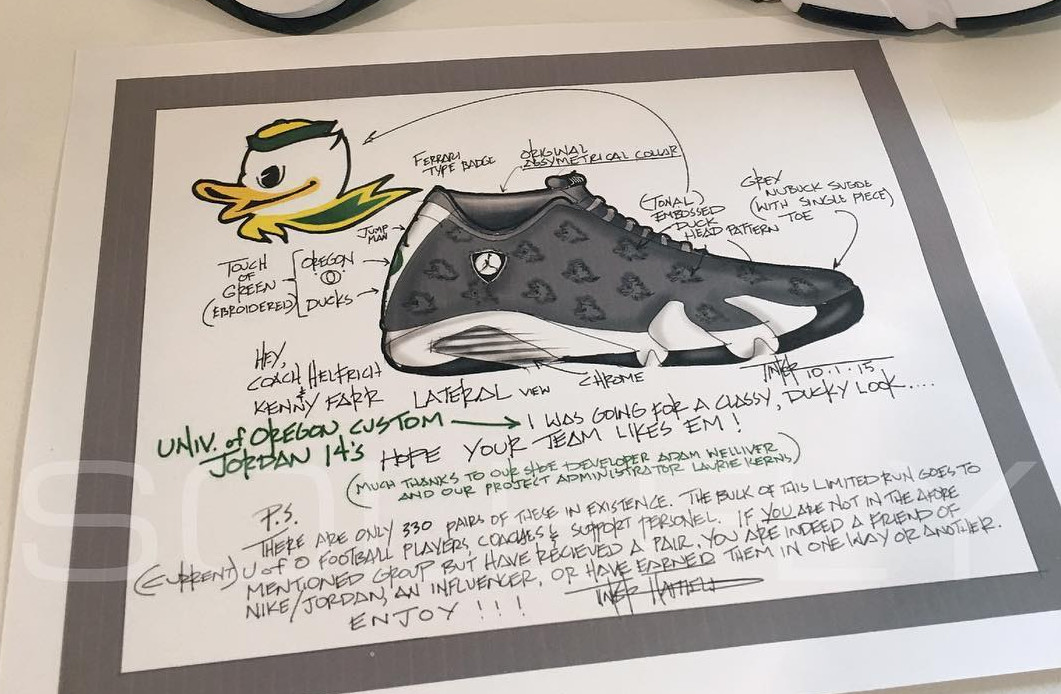 FERRARI
TYPE BADGE
ORIGINAL
ASSYMETRICAL COLLAR
(TONAL)
EMBOSSED
DUCK
HEAD PATTERN
GREY
NUBUCK SUEDE
(WITH SINGLE PIECE)
TOE
JUMP
MAN
TOUCH
OF
GREEN
(EBROIDERED)
OREGON
O
DUCKS
HEY,
COACH HELFRICH
&
KENNY FARR
LATERAL VIEW
CHROME
TINKER 10.1.15
UNIV. of OREGON CUSTOM
JORDAN 14's
I WAS GOING FOR A CLASSY, DUCKY LOOK....
HOPE YOUR TEAM LIKES 'EM!
(MUCH THANKS TO OUR SHOE DEVELOPER ADAM WELLIVER
AND OUR PROJECT ADMINISTRATOR LAURIE KERNS)
P.S.
THERE ARE ONLY 330 PAIRS OF THESE IN EXISTENCE. THE BULK OF THIS LIMITED RUN GOES TO
(CURRENT) U of O FOOTBALL PLAYERS, COACHES & SUPPORT PERSONEL. IF YOU ARE NOT IN THE AFORE
MENTIONED GROUP BUT HAVE RECIEVED A PAIR, YOU ARE INDEED A FRIEND OF
NIKE/JORDAN, AN INFLUENCER, OR HAVE EARNED THEM IN ONE WAY OR ANOTHER.
ENJOY !!!
TINKER HATFIELD